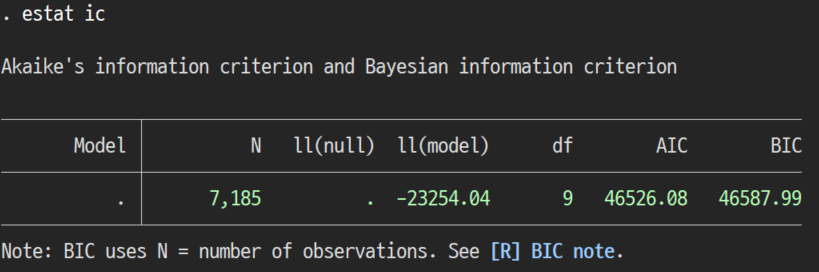 . estat ic
Akaike's information criterion and Bayesian information criterion
Model N ll(null) ll(model) df AIC BIC
. 7,185 . -23254.04 9 46526.08 46587.99
Note: BIC uses N = number of observations. See [R] BIC note.